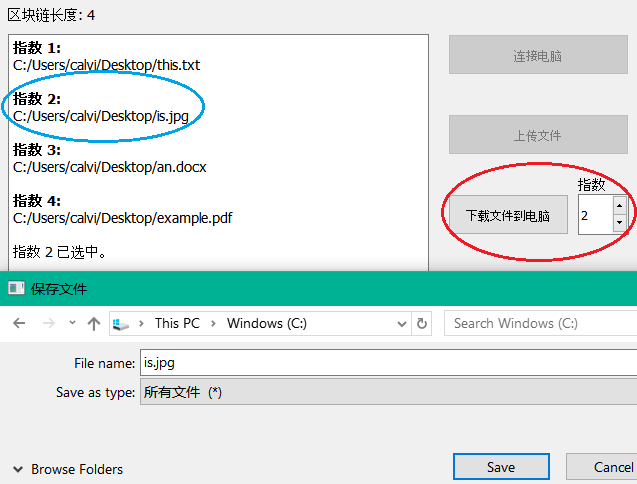 区块链长度: 4
指数 1:
C:/Users/calvi/Desktop/this.txt
指数 2:
C:/Users/calvi/Desktop/is.jpg
指数 3:
C:/Users/calvi/Desktop/an.docx
指数 4:
C:/Users/calvi/Desktop/example.pdf
指数 2 已选中。
连接电脑
上传文件
指数
下载文件到电脑
2
保存文件
This PC › Windows (C:)
Search Windows (C:)
File name: is.jpg
Save as type: 所有文件 (*)
Browse Folders
Save
Cancel